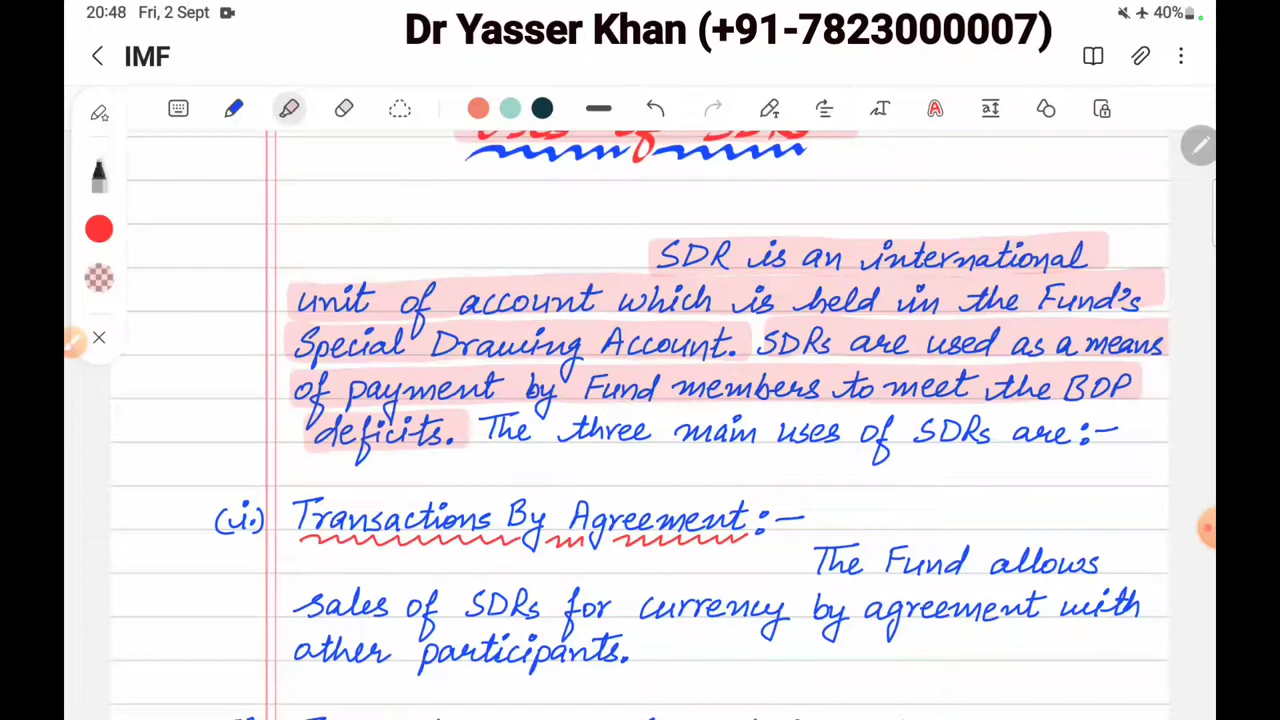 20:48 Fri, 2 Sept
Dr Yasser Khan (+91-7823000007)
40%
IMF
Uses of SDRs
SDR is an international
unit of account which is held in the Fund's
Special Drawing Account. SDRs are used as a means
of payment by Fund members to meet the BOP
deficits. The three main uses of SDRs are:-
(i.) Transactions By Agreement:-
The Fund allows
sales of SDRs for currency by agreement with
other participants.